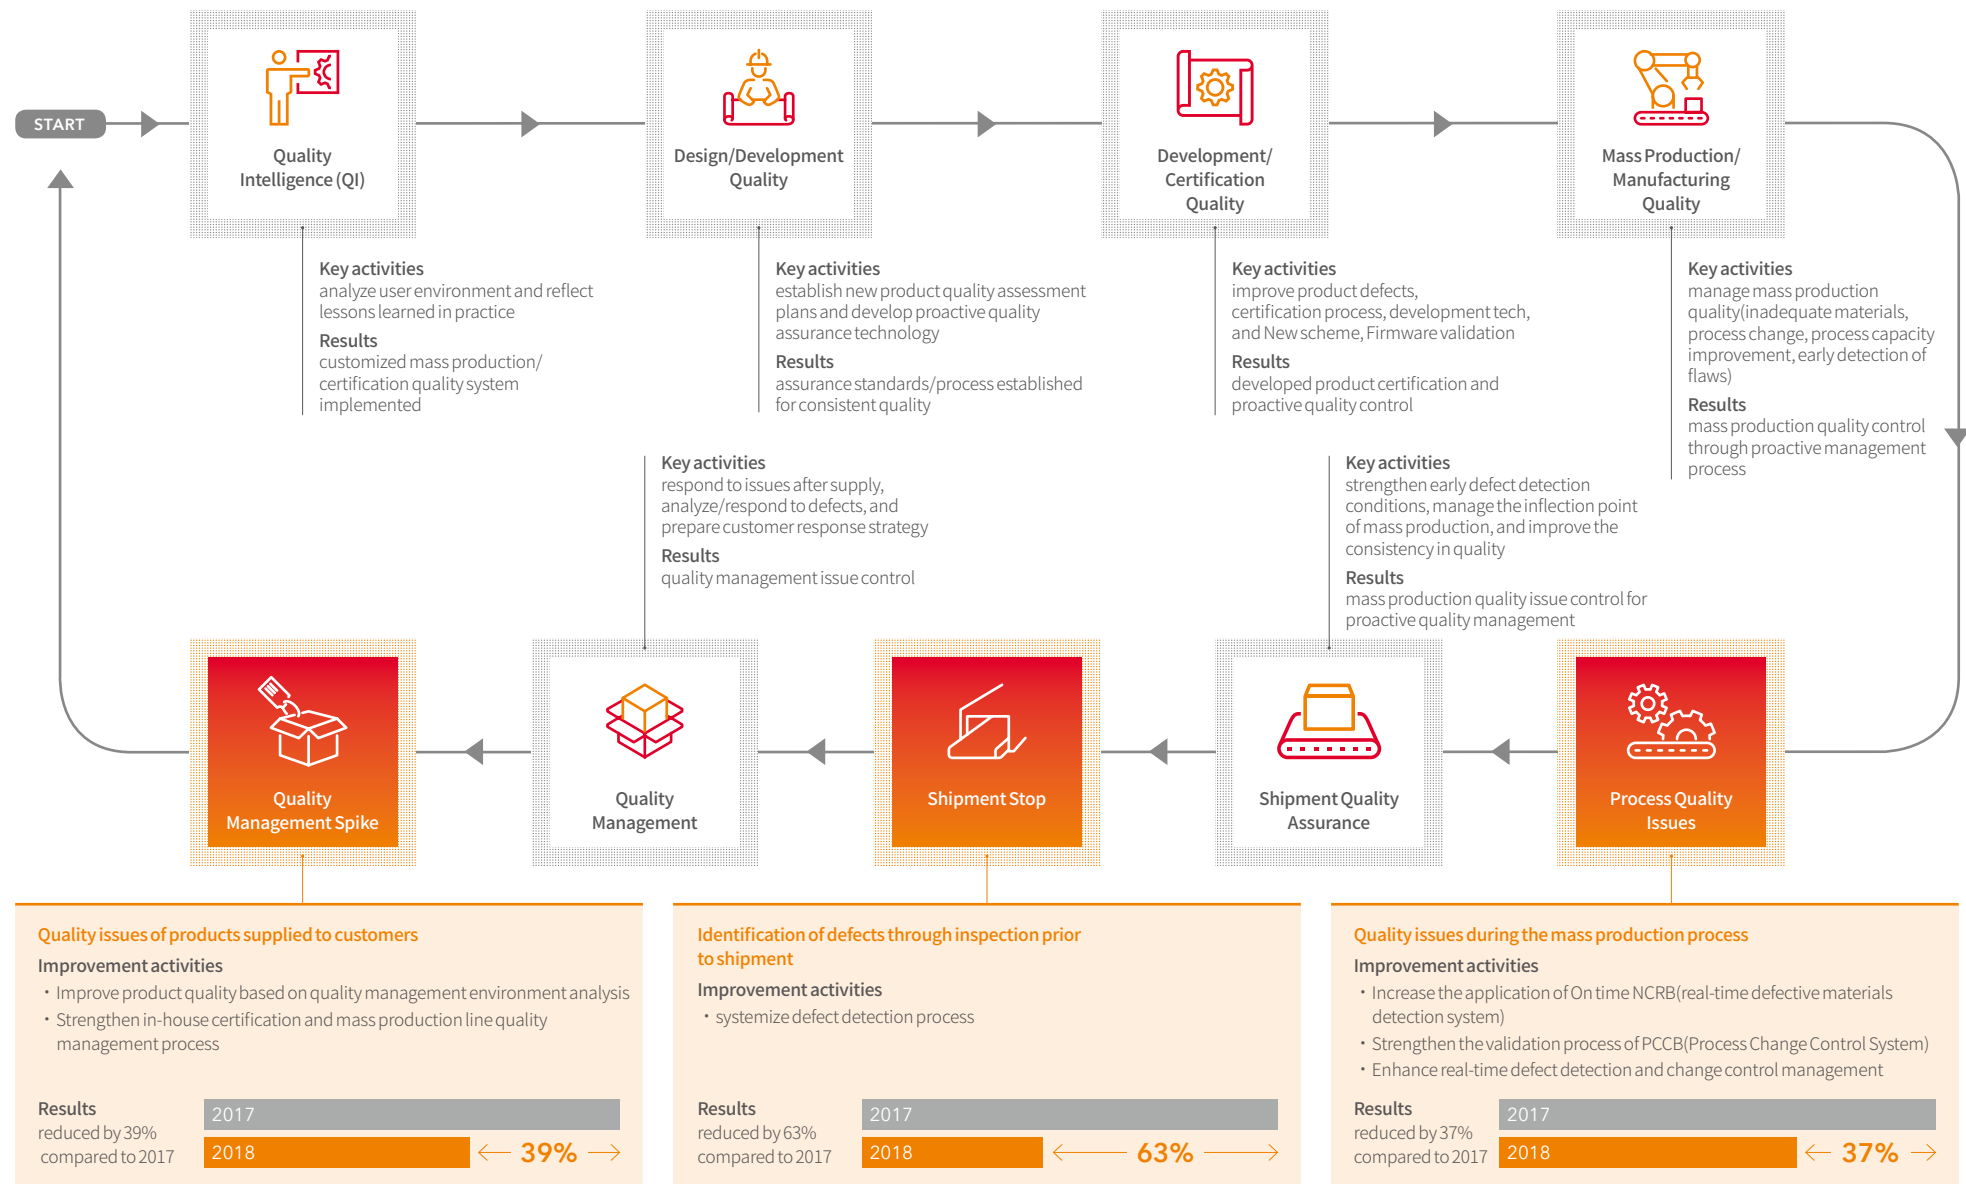 START
Quality
Intelligence (QI)
Design/Development
Quality
Development/
Certification
Quality
Mass Production/
Manufacturing
Quality
Key activities
analyze user environment and reflect
lessons learned in practice
Results
customized mass production/
certification quality system
implemented
Key activities
establish new product quality assessment
plans and develop proactive quality
assurance technology
Results
assurance standards/process established
for consistent quality
Key activities
improve product defects,
certification process, development tech,
and New scheme, Firmware validation
Results
developed product certification and
proactive quality control
Key activities
manage mass production
quality(inadequate materials,
process change, process capacity
improvement, early detection of
flaws)
Results
mass production quality control
through proactive management
process
Key activities
respond to issues after supply,
analyze/respond to defects, and
prepare customer response strategy
Results
quality management issue control
Key activities
strengthen early defect detection
conditions, manage the inflection point
of mass production, and improve the
consistency in quality
Results
mass production quality issue control for
proactive quality management
Quality
Management Spike
Quality
Management
Shipment Stop
Shipment Quality
Assurance
Process Quality
Issues
Quality issues of products supplied to customers
Improvement activities
• Improve product quality based on quality management environment analysis
• Strengthen in-house certification and mass production line quality
management process
Results
reduced by 39%
compared to 2017
2017
2018
39%
Identification of defects through inspection prior
to shipment
Improvement activities
• systemize defect detection process
Results
reduced by 63%
compared to 2017
2017
2018
63%
Quality issues during the mass production process
Improvement activities
• Increase the application of On time NCRB(real-time defective materials
detection system)
• Strengthen the validation process of PCCB(Process Change Control System)
• Enhance real-time defect detection and change control management
Results
reduced by 37%
compared to 2017
2017
2018
37%